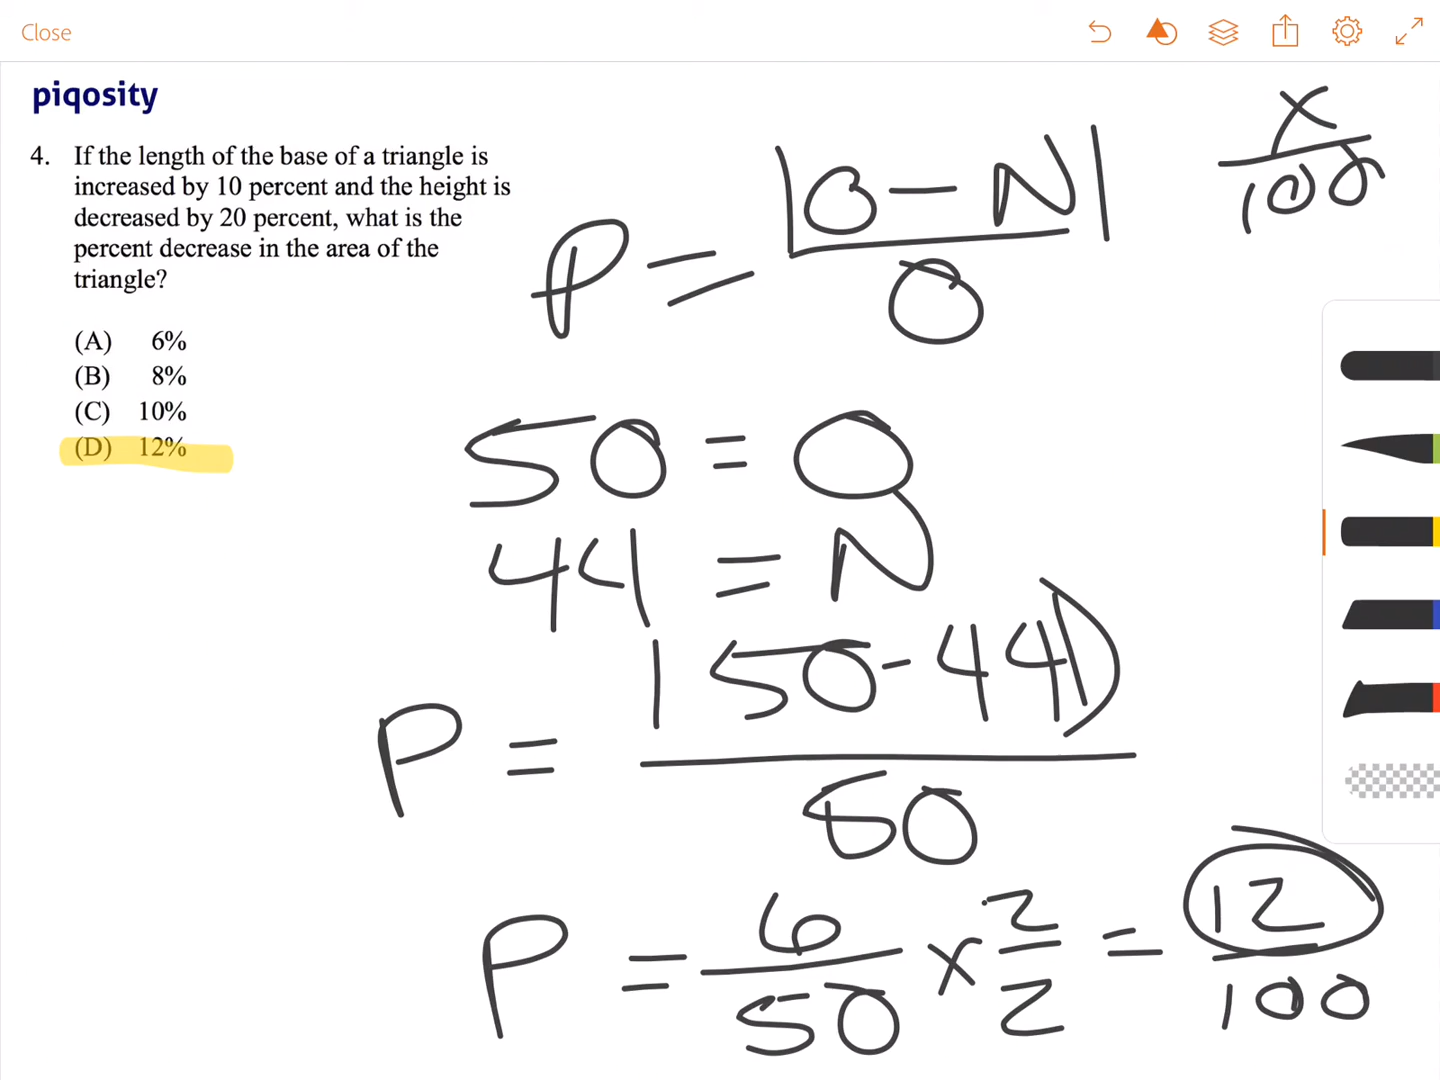 Close
piqosity
4. If the length of the base of a triangle is
increased by 10 percent and the height is
decreased by 20 percent, what is the
percent decrease in the area of the
triangle?
(A) 6%
(B) 8%
(C) 10%
(D) 12%
P = |O - N| / O
x / 100
50 = O
44 = N
P = |50 - 44| / 50
P = 6 / 50 x 2 / 2 = 12 / 100